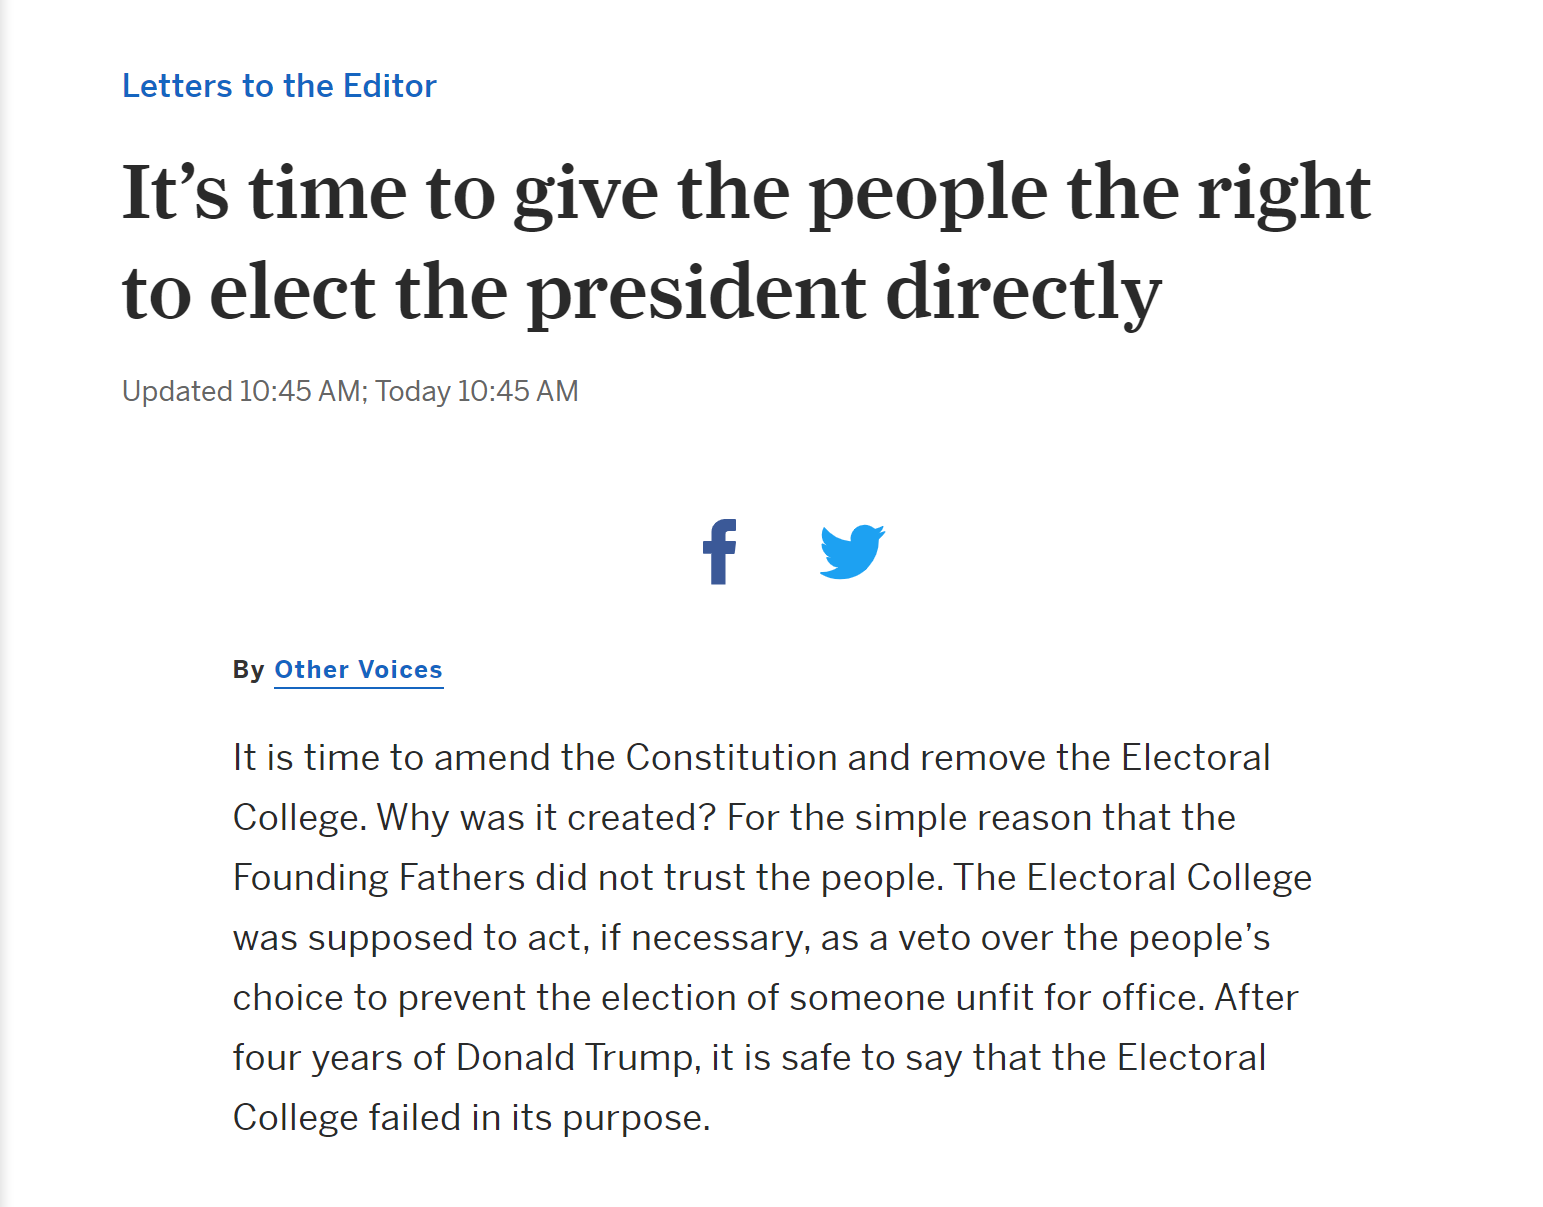 Letters to the Editor
It’s time to give the people the right
to elect the president directly
Updated 10:45 AM; Today 10:45 AM
By Other Voices
It is time to amend the Constitution and remove the Electoral
College. Why was it created? For the simple reason that the
Founding Fathers did not trust the people. The Electoral College
was supposed to act, if necessary, as a veto over the people’s
choice to prevent the election of someone unfit for office. After
four years of Donald Trump, it is safe to say that the Electoral
College failed in its purpose.